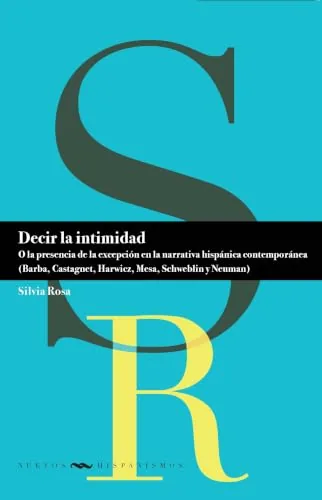 S
Decir la intimidad
O la presencia de la excepción en la narrativa hispánica contemporánea
(Barba, Castagnet, Harwicz, Mesa, Schweblin y Neuman)
Silvia Rosa
R
NUEVOS HISPANISMOS